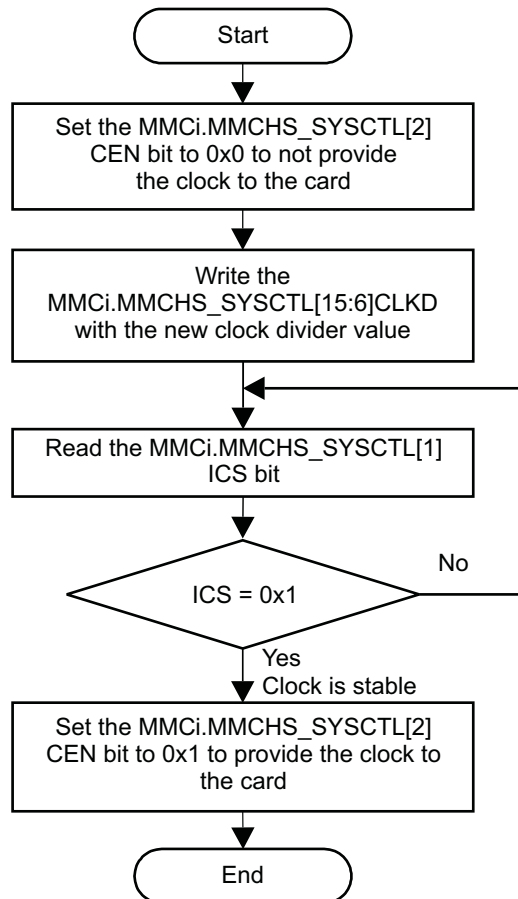 Start
Set the MMCi.MMCHS_SYSCTL[2]
CEN bit to 0x0 to not provide
the clock to the card
Write the
MMCi.MMCHS_SYSCTL[15:6]CLKD
with the new clock divider value
Read the MMCi.MMCHS_SYSCTL[1]
ICS bit
No
ICS = 0x1
Yes
Clock is stable
Set the MMCi.MMCHS_SYSCTL[2]
CEN bit to 0x1 to provide the clock to
the card
End